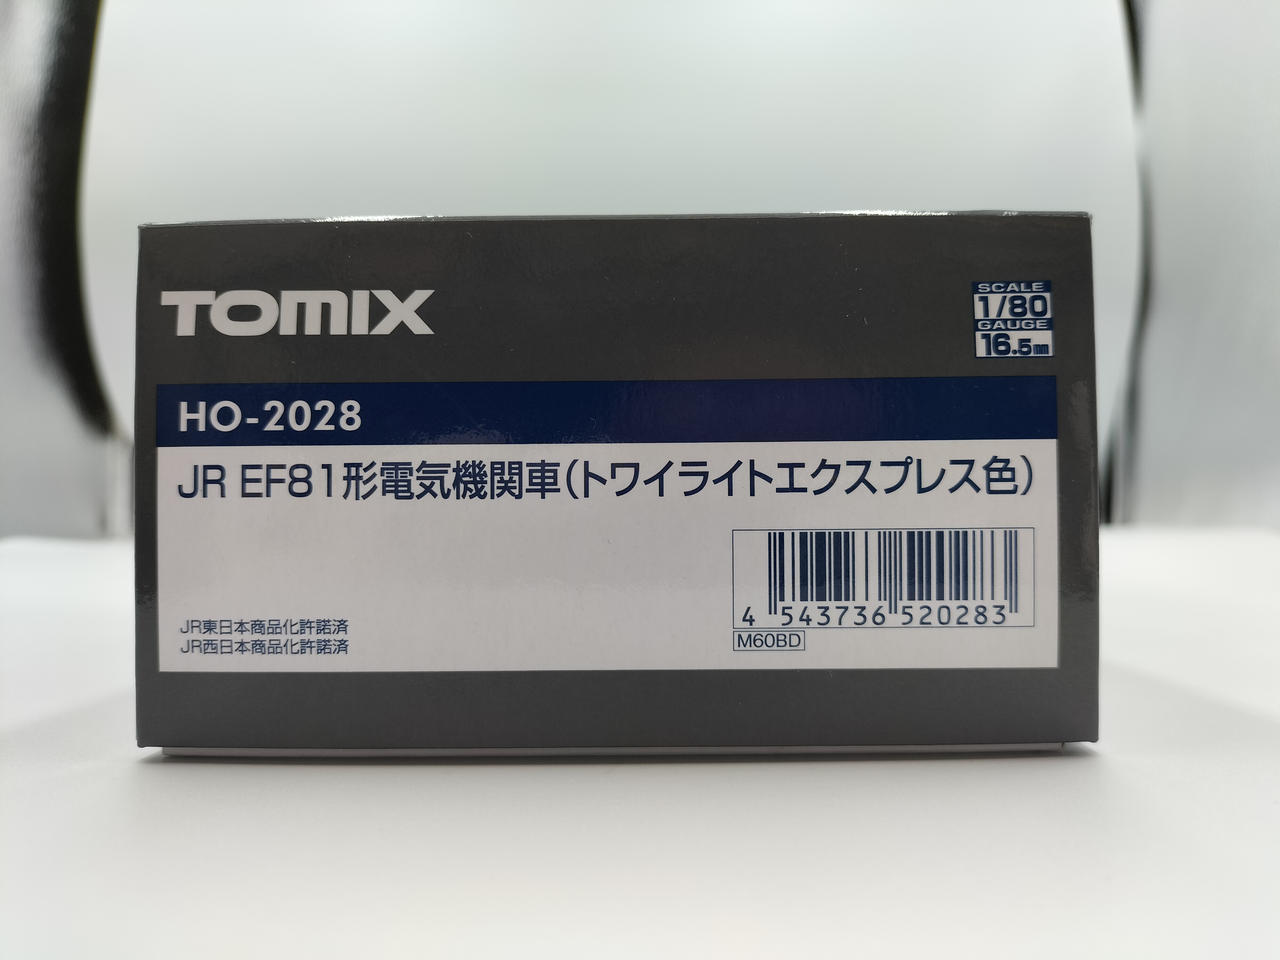 TOMIX
SCALE
1/80
GAUGE
16.5mm
HO-2028
JR EF81形電気機関車(トワイライトエクスプレス色)
4 543736 520283
M60BD
JR東日本商品化許諾済
JR西日本商品化許諾済